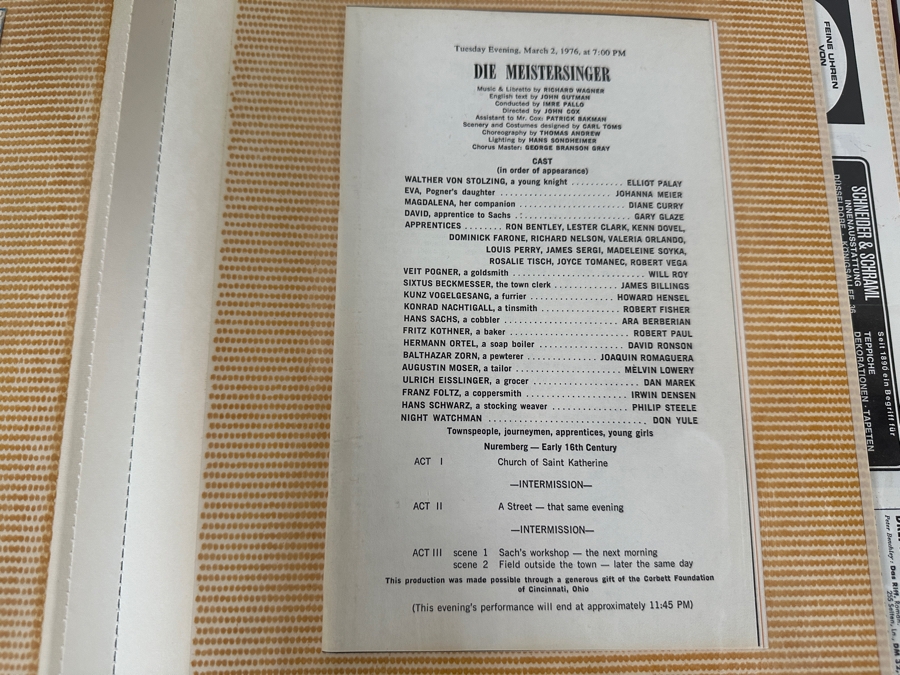 Tuesday Evening, March 2, 1976, at 7:00 PM
DIE MEISTERSINGER
Music & Libretto by RICHARD WAGNER
English text by JOHN GUTMAN
Conducted by IMRE PALLO
Directed by JOHN COX
Assistant to Mr. Cox: PATRICK BAKMAN
Scenery and Costumes designed by CARL TOMS
Choreography by THOMAS ANDREW
Lighting by HANS SONDHEIMER
Chorus Master: GEORGE BRANSON GRAY
CAST
(in order of appearance)
WALTHER VON STOLZING, a young knight .......... ELLIOT PALAY
EVA, Pogner's daughter .......... JOHANNA MEIER
MAGDALENA, her companion .......... DIANE CURRY
DAVID, apprentice to Sachs .......... GARY GLAZE
APPRENTICES ........ RON BENTLEY, LESTER CLARK, KENN DOVEL,
DOMINICK FARONE, RICHARD NELSON, VALERIA ORLANDO,
LOUIS PERRY, JAMES SERGI, MADELEINE SOYKA,
ROSALIE TISCH, JOYCE TOMANEC, ROBERT VEGA
VEIT POGNER, a goldsmith .......... WILL ROY
SIXTUS BECKMESSER, the town clerk .......... JAMES BILLINGS
KUNZ VOGELGESANG, a furrier .......... HOWARD HENSEL
KONRAD NACHTIGALL, a tinsmith .......... ROBERT FISHER
HANS SACHS, a cobbler .......... ARA BERBERIAN
FRITZ KOTHNER, a baker .......... ROBERT PAUL
HERMANN ORTEL, a soap boiler .......... DAVID RONSON
BALTHAZAR ZORN, a pewterer .......... JOAQUIN ROMAGUERA
AUGUSTIN MOSER, a tailor .......... MELVIN LOWERY
ULRICH EISSLINGER, a grocer .......... DAN MAREK
FRANZ FOLTZ, a coppersmith .......... IRWIN DENSEN
HANS SCHWARZ, a stocking weaver .......... PHILIP STEELE
NIGHT WATCHMAN .......... DON YULE
Townspeople, journeymen, apprentices, young girls
Nuremberg — Early 16th Century
ACT I Church of Saint Katherine
—INTERMISSION—
ACT II A Street — that same evening
—INTERMISSION—
ACT III scene 1 Sach's workshop — the next morning
scene 2 Field outside the town — later the same day
This production was made possible through a generous gift of the Corbett Foundation
of Cincinnati, Ohio
(This evening's performance will end at approximately 11:45 PM)
FEINE UHREN
VON
SCHNEIDER & SCHRAML
INNENAUSSTATTUNG
DÜSSELDORF · KÖNIGSALLEE 36
Seit 1890 ein Begriff für
TEPPICHE
DEKORATIONEN · TAPETEN
Peter Benchley: Das Riff. Roman.
255 Seiten, Ln., DM